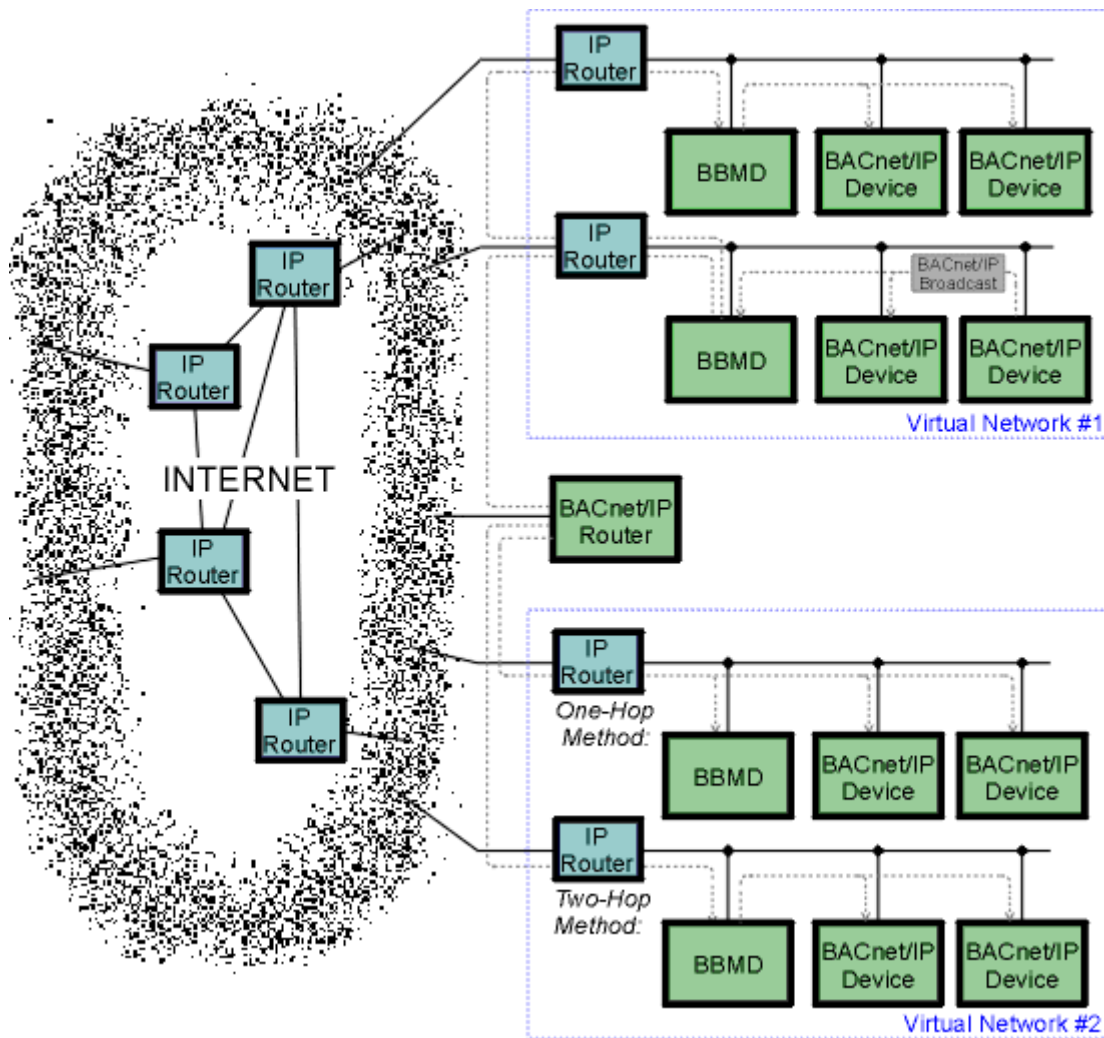 IP
Router
BBMD
BACnet/IP
Device
BACnet/IP
Device
IP
Router
BACnet/IP
Broadcast
BBMD
BACnet/IP
Device
BACnet/IP
Device
Virtual Network #1
IP
Router
IP
Router
INTERNET
IP
Router
IP
Router
BACnet/IP
Router
IP
Router
One-Hop
Method:
BBMD
BACnet/IP
Device
BACnet/IP
Device
IP
Router
Two-Hop
Method:
BBMD
BACnet/IP
Device
BACnet/IP
Device
Virtual Network #2